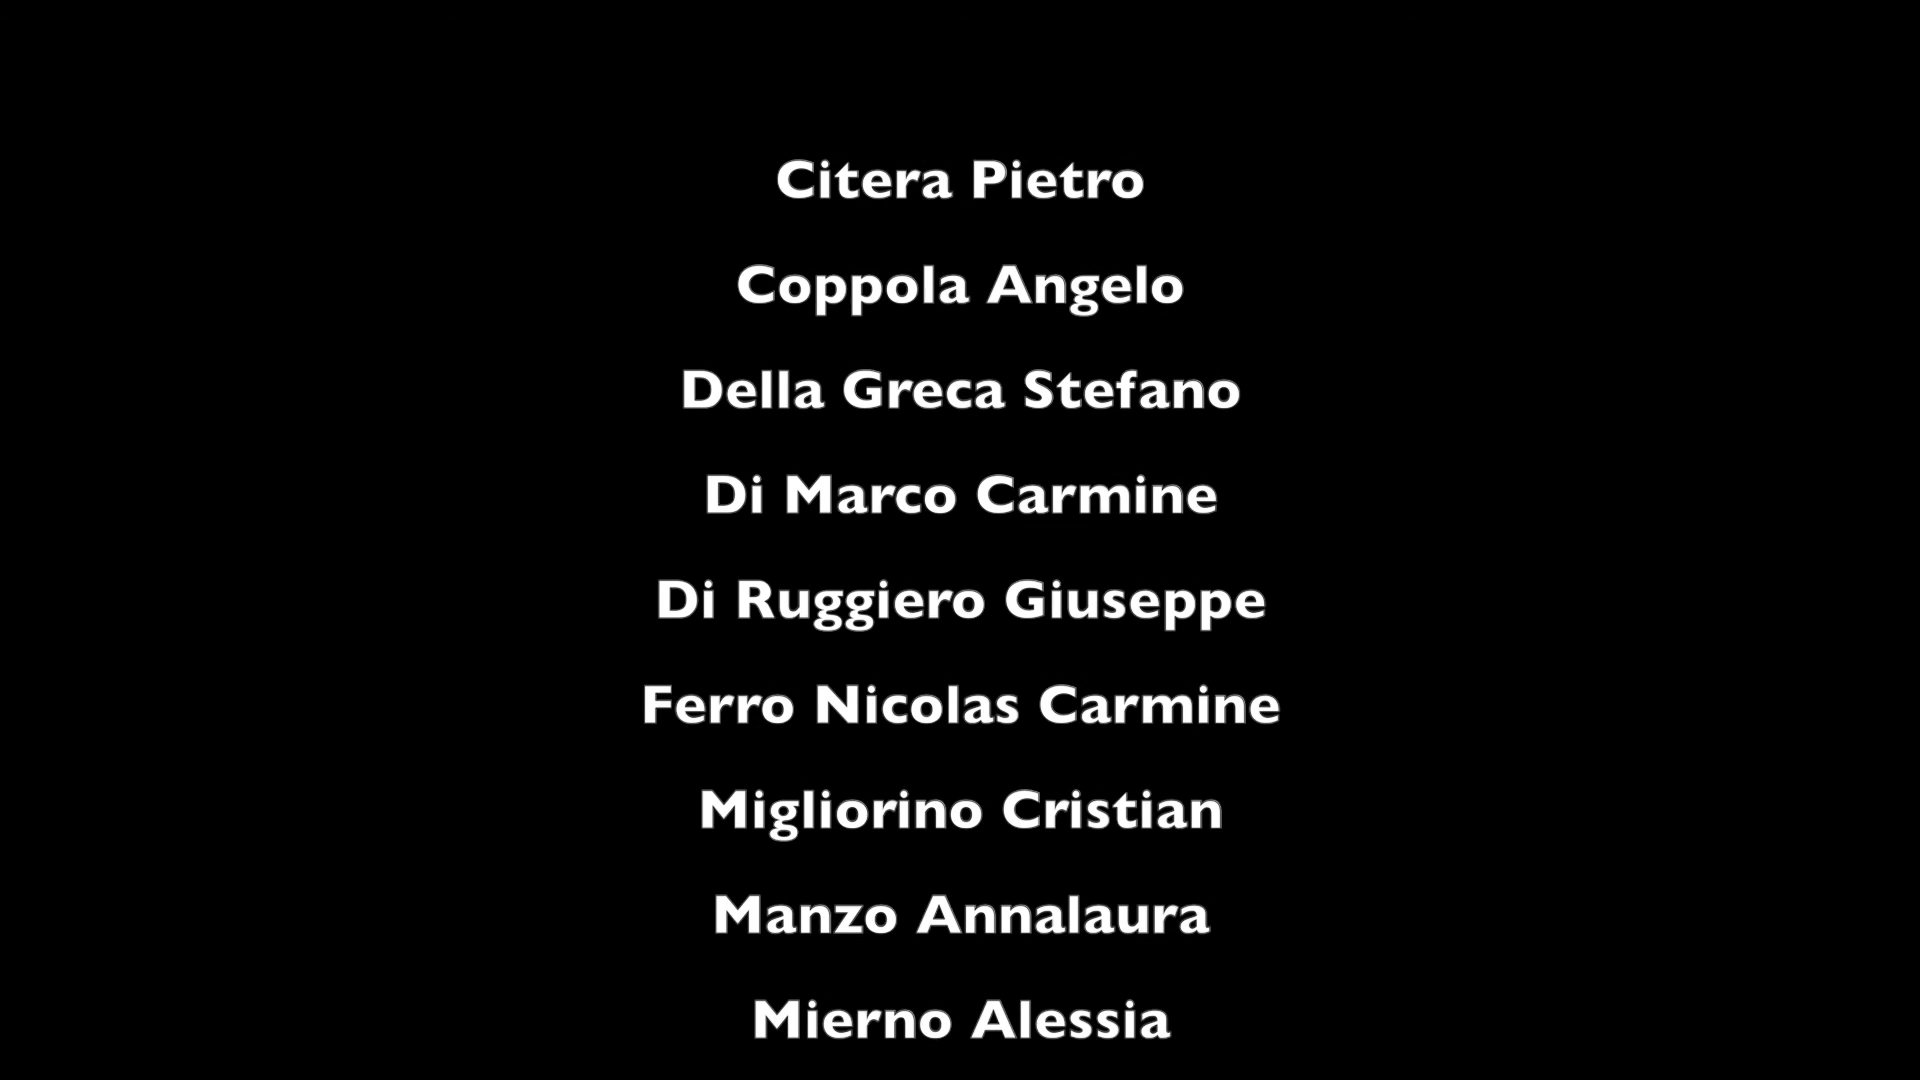 Citera Pietro
Coppola Angelo
Della Greca Stefano
Di Marco Carmine
Di Ruggiero Giuseppe
Ferro Nicolas Carmine
Migliorino Cristian
Manzo Annalaura
Mierno Alessia